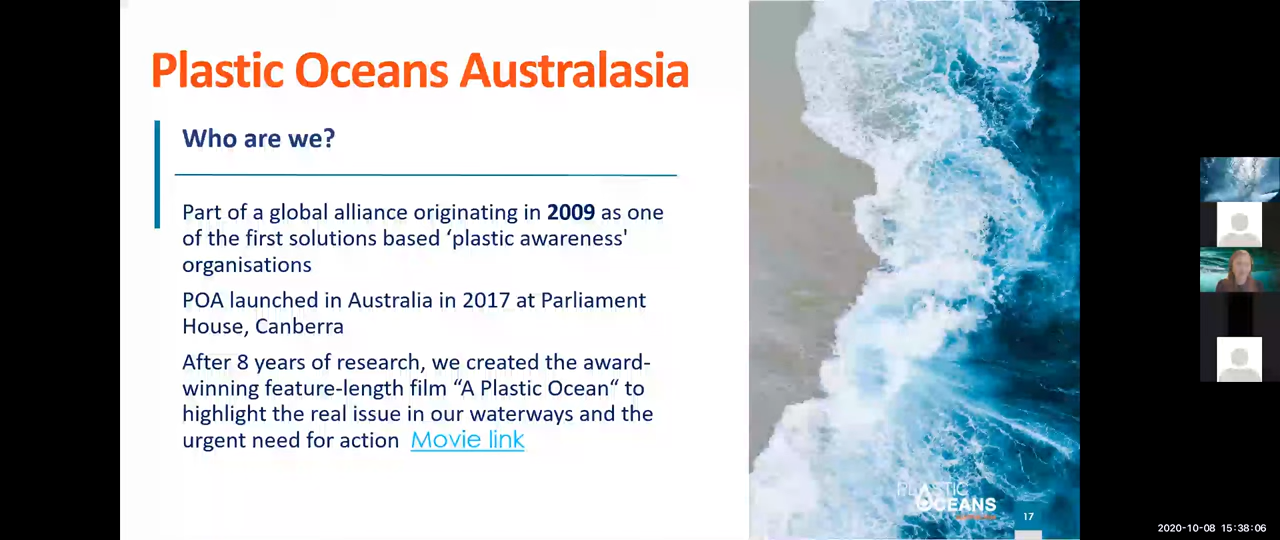 Plastic Oceans Australasia
Who are we?
Part of a global alliance originating in 2009 as one
of the first solutions based ‘plastic awareness'
organisations
POA launched in Australia in 2017 at Parliament
House, Canberra
After 8 years of research, we created the award-
winning feature-length film “A Plastic Ocean“ to
highlight the real issue in our waterways and the
urgent need for action Movie link
PLASTIC
OCEANS
17
2020-10-08 15:38:06